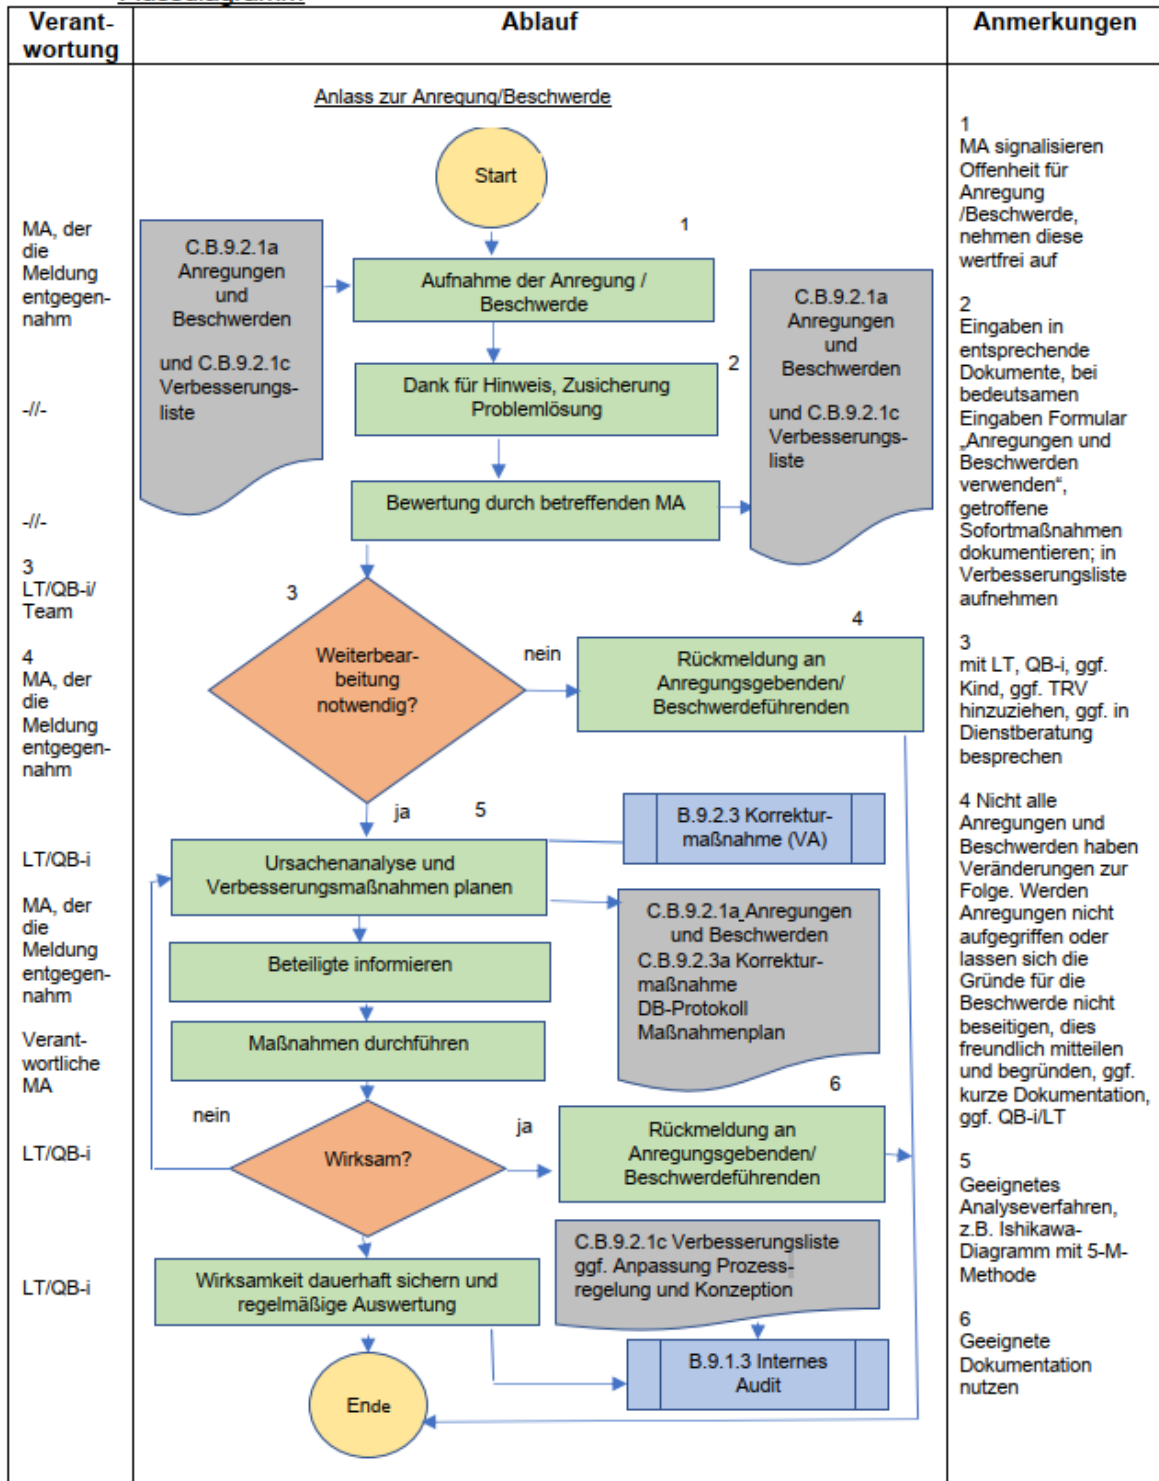 Flussdiagramm
Verant-
wortung
Ablauf
Anmerkungen
Anlass zur Anregung/Beschwerde
Start
MA, der
die
Meldung
entgegen-
nahm
-//-
-//-
3
LT/QB-i/
Team
4
MA, der
die
Meldung
entgegen-
nahm
LT/QB-i
MA, der
die
Meldung
entgegen-
nahm
Verant-
wortliche
MA
LT/QB-i
LT/QB-i
C.B.9.2.1a
Anregungen
und
Beschwerden
und C.B.9.2.1c
Verbesserungs-
liste
1
Aufnahme der Anregung /
Beschwerde
2
Dank für Hinweis, Zusicherung
Problemlösung
C.B.9.2.1a
Anregungen
und
Beschwerden
und C.B.9.2.1c
Verbesserungs-
liste
Bewertung durch betreffenden MA
3
Weiterbear-
beitung
notwendig?
nein
4
Rückmeldung an
Anregungsgebenden/
Beschwerdeführenden
ja
5
B.9.2.3 Korrektur-
maßnahme (VA)
Ursachenanalyse und
Verbesserungsmaßnahmen planen
C.B.9.2.1a Anregungen
und Beschwerden
C.B.9.2.3a Korrektur-
maßnahme
DB-Protokoll
Maßnahmenplan
Beteiligte informieren
Maßnahmen durchführen
nein
Wirksam?
ja
6
Rückmeldung an
Anregungsgebenden/
Beschwerdeführenden
C.B.9.2.1c Verbesserungsliste
ggf. Anpassung Prozess-
regelung und Konzeption
Wirksamkeit dauerhaft sichern und
regelmäßige Auswertung
B.9.1.3 Internes
Audit
Ende
1
MA signalisieren
Offenheit für
Anregung
/Beschwerde,
nehmen diese
wertfrei auf
2
Eingaben in
entsprechende
Dokumente, bei
bedeutsamen
Eingaben Formular
„Anregungen und
Beschwerden
verwenden“,
getroffene
Sofortmaßnahmen
dokumentieren; in
Verbesserungsliste
aufnehmen
3
mit LT, QB-i, ggf.
Kind, ggf. TRV
hinzuziehen, ggf. in
Dienstberatung
besprechen
4 Nicht alle
Anregungen und
Beschwerden haben
Veränderungen zur
Folge. Werden
Anregungen nicht
aufgegriffen oder
lassen sich die
Gründe für die
Beschwerde nicht
beseitigen, dies
freundlich mitteilen
und begründen, ggf.
kurze Dokumentation,
ggf. QB-i/LT
5
Geeignetes
Analyseverfahren,
z.B. Ishikawa-
Diagramm mit 5-M-
Methode
6
Geeignete
Dokumentation
nutzen